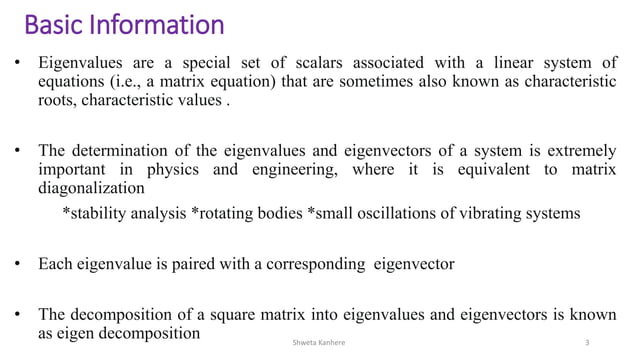 Basic Information
• Eigenvalues are a special set of scalars associated with a linear system of
equations (i.e., a matrix equation) that are sometimes also known as characteristic
roots, characteristic values .
• The determination of the eigenvalues and eigenvectors of a system is extremely
important in physics and engineering, where it is equivalent to matrix
diagonalization
*stability analysis *rotating bodies *small oscillations of vibrating systems
• Each eigenvalue is paired with a corresponding eigenvector
• The decomposition of a square matrix into eigenvalues and eigenvectors is known
as eigen decomposition
Shweta Kanhere
3